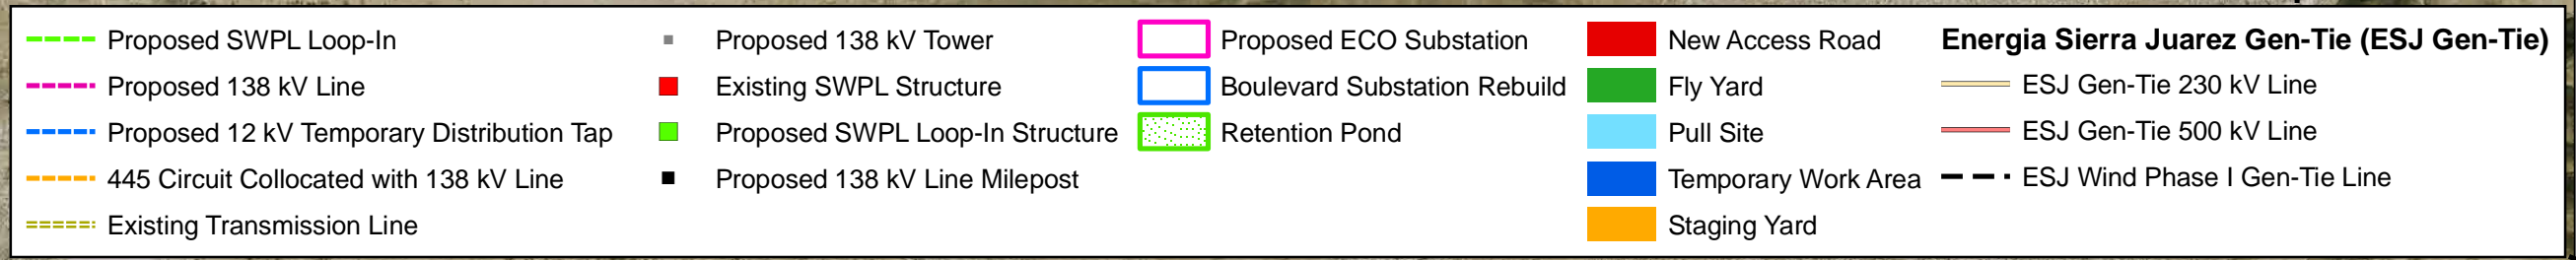 Proposed SWPL Loop-In
Proposed 138 kV Line
Proposed 12 kV Temporary Distribution Tap
445 Circuit Collocated with 138 kV Line
Existing Transmission Line
Proposed 138 kV Tower
Existing SWPL Structure
Proposed SWPL Loop-In Structure
Proposed 138 kV Line Milepost
Proposed ECO Substation
Boulevard Substation Rebuild
Retention Pond
New Access Road
Fly Yard
Pull Site
Temporary Work Area
Staging Yard
Energia Sierra Juarez Gen-Tie (ESJ Gen-Tie)
ESJ Gen-Tie 230 kV Line
ESJ Gen-Tie 500 kV Line
ESJ Wind Phase I Gen-Tie Line